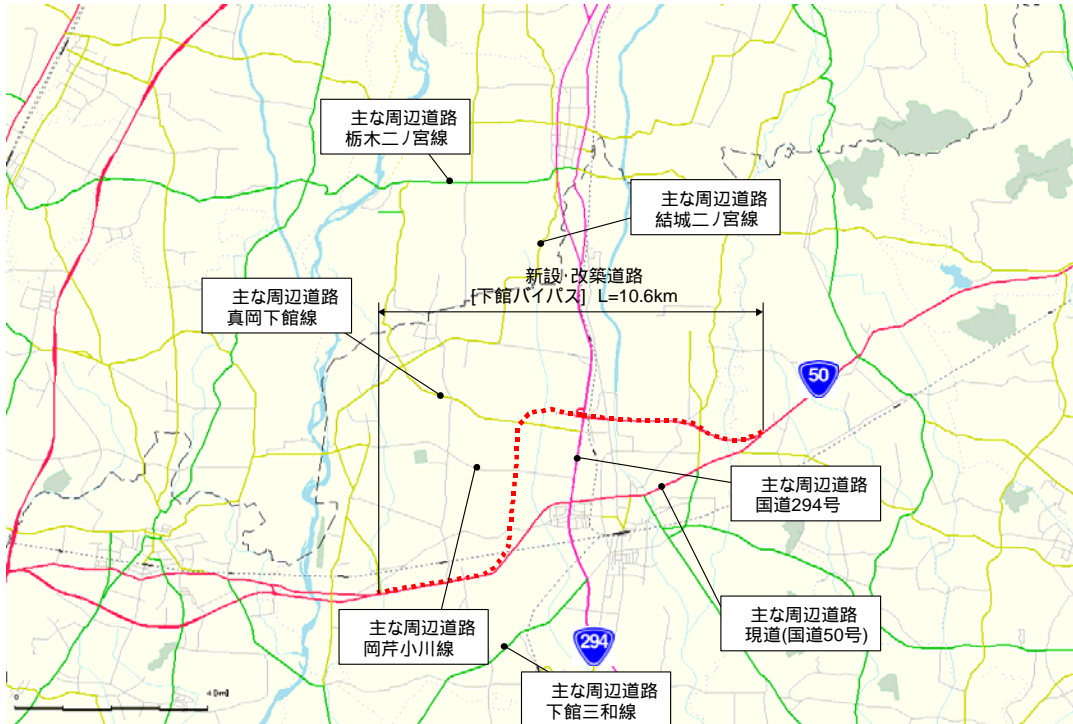 主な周辺道路
栃木二ノ宮線
主な周辺道路
結城二ノ宮線
新設・改築道路
[下館バイパス] L=10.6km
主な周辺道路
真岡下館線
50
主な周辺道路
国道294号
主な周辺道路
現道(国道50号)
主な周辺道路
岡芹小川線
294
主な周辺道路
下館三和線
0
4 [km]